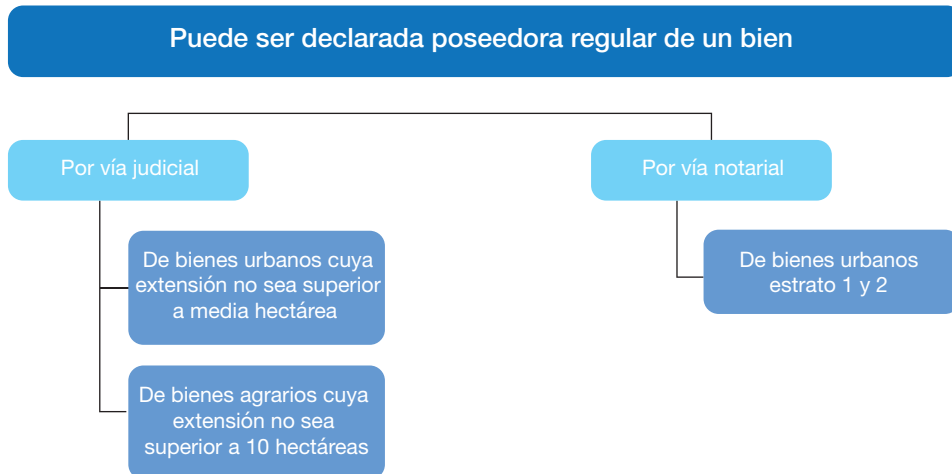 Puede ser declarada poseedora regular de un bien
Por vía judicial
De bienes urbanos cuya
extensión no sea superior
a media hectárea
De bienes agrarios cuya
extensión no sea
superior a 10 hectáreas
Por vía notarial
De bienes urbanos
estrato 1 y 2